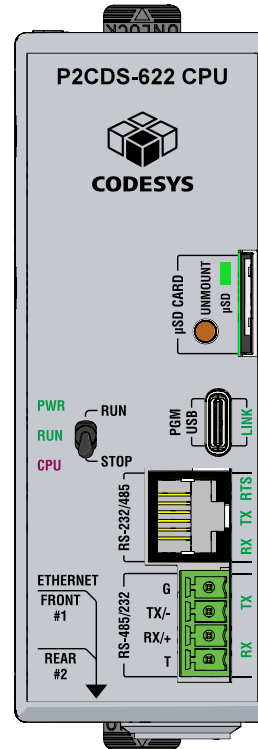 UNLOCK
P2CDS-622 CPU
CODESYS
µSD CARD
UNMOUNT
µSD
PWR
RUN
CPU
RUN
STOP
PGM
USB
LINK
RS-232/485
RX TX RTS
ETHERNET
FRONT
#1
REAR
#2
RS-485/232
G
TX/-
RX/+
T
TX
RX